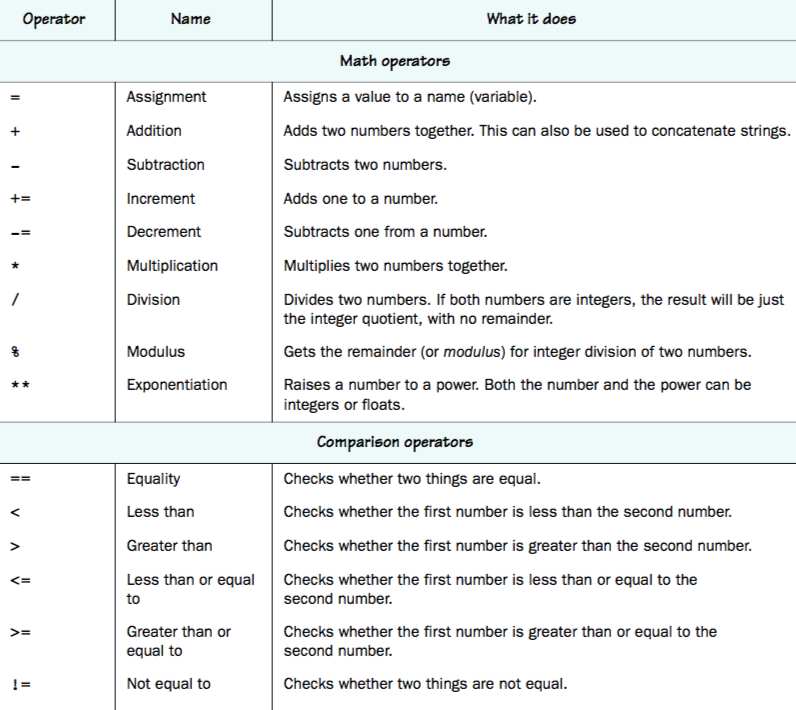 Operator Name What it does
Math operators
= Assignment Assigns a value to a name (variable).
+ Addition Adds two numbers together. This can also be used to concatenate strings.
– Subtraction Subtracts two numbers.
+= Increment Adds one to a number.
–= Decrement Subtracts one from a number.
* Multiplication Multiplies two numbers together.
/ Division Divides two numbers. If both numbers are integers, the result will be just
the integer quotient, with no remainder.
% Modulus Gets the remainder (or modulus) for integer division of two numbers.
** Exponentiation Raises a number to a power. Both the number and the power can be
integers or floats.
Comparison operators
== Equality Checks whether two things are equal.
< Less than Checks whether the first number is less than the second number.
> Greater than Checks whether the first number is greater than the second number.
<= Less than or equal Checks whether the first number is less than or equal to the
to second number.
>= Greater than or Checks whether the first number is greater than or equal to the
equal to second number.
!= Not equal to Checks whether two things are not equal.